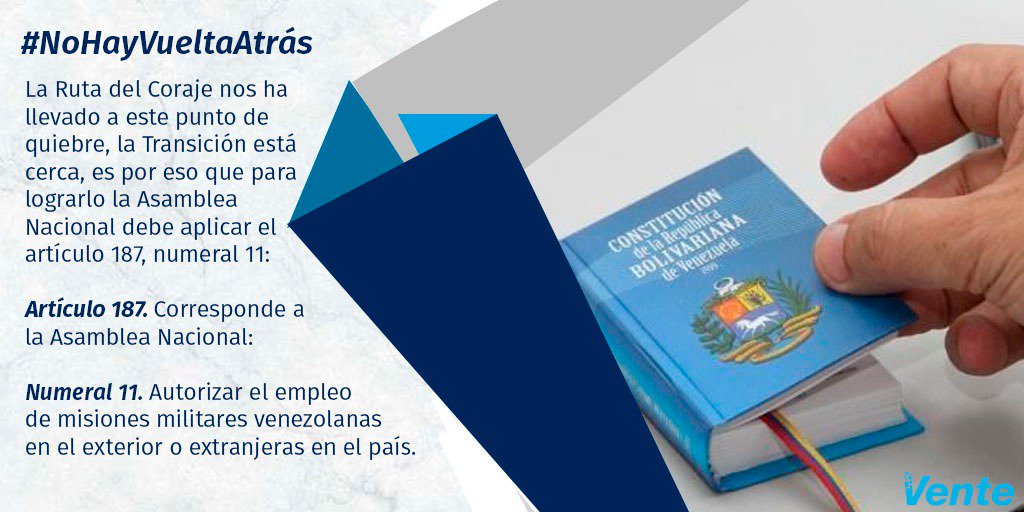 #NoHayVueltaAtrás
La Ruta del Coraje nos ha
llevado a este punto de
quiebre, la Transición está
cerca, es por eso que para
lograrlo la Asamblea
Nacional debe aplicar el
artículo 187, numeral 11:
Artículo 187. Corresponde a
la Asamblea Nacional:
Numeral 11. Autorizar el empleo
de misiones militares venezolanas
en el exterior o extranjeras en el país.
CONSTITUCIÓN
de la República
BOLIVARIANA
de Venezuela
1999
Vente